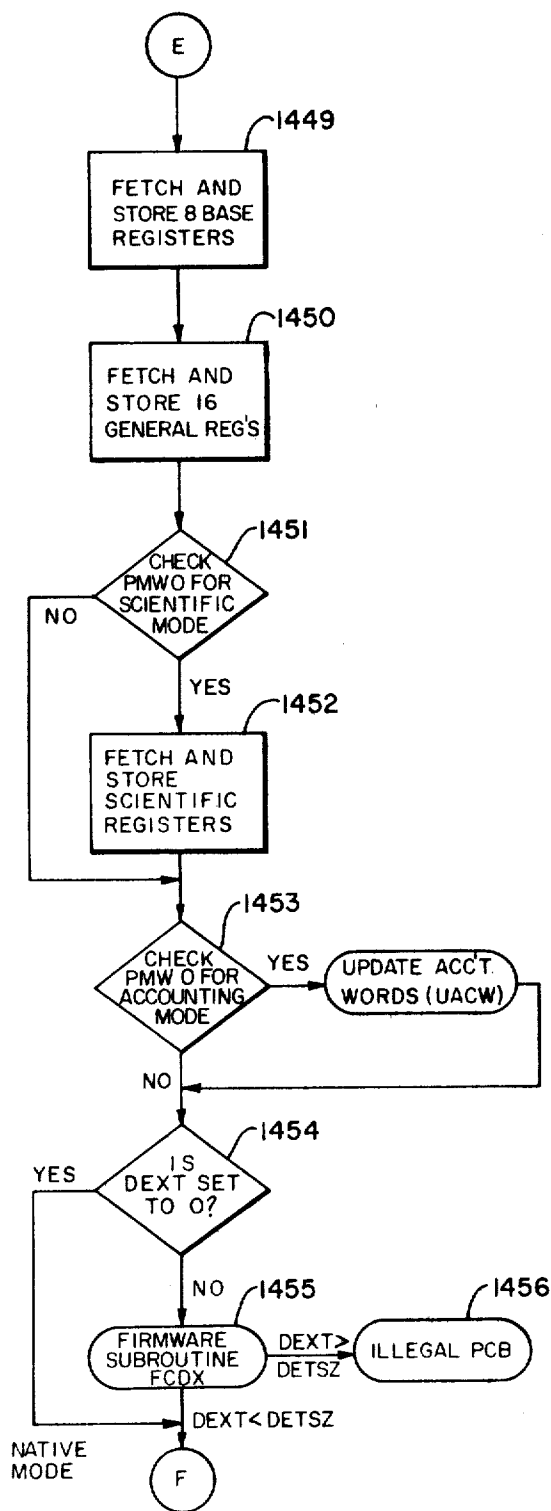 E
1449
FETCH AND
STORE 8 BASE
REGISTERS
1450
FETCH AND
STORE 16
GENERAL REG'S
1451
CHECK
PMW0 FOR
SCIENTIFIC
MODE
NO
YES
1452
FETCH AND
STORE
SCIENTIFIC
REGISTERS
1453
CHECK
PMW 0 FOR
ACCOUNTING
MODE
YES
UPDATE ACC'T.
WORDS (UACW)
NO
1454
IS
DEXT SET
TO 0?
YES
NO
1455
FIRMWARE
SUBROUTINE
FCDX
DEXT>
DETSZ
1456
ILLEGAL PCB
DEXT<DETSZ
NATIVE
MODE
F